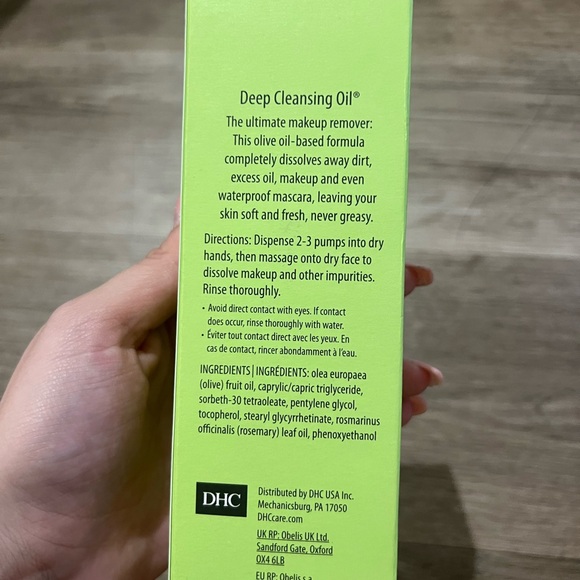 Deep Cleansing Oil®
The ultimate makeup remover:
This olive oil-based formula
completely dissolves away dirt,
excess oil, makeup and even
waterproof mascara, leaving your
skin soft and fresh, never greasy.
Directions: Dispense 2-3 pumps into dry
hands, then massage onto dry face to
dissolve makeup and other impurities.
Rinse thoroughly.
• Avoid direct contact with eyes. If contact
does occur, rinse thoroughly with water.
• Éviter tout contact direct avec les yeux. En
cas de contact, rincer abondamment à l'eau.
INGREDIENTS | INGRÉDIENTS: olea europaea
(olive) fruit oil, caprylic/capric triglyceride,
sorbeth-30 tetraoleate, pentylene glycol,
tocopherol, stearyl glycyrrhetinate, rosmarinus
officinalis (rosemary) leaf oil, phenoxyethanol
DHC
Distributed by DHC USA Inc.
Mechanicsburg, PA 17050
DHCcare.com
UK RP: Obelis UK Ltd.
Sandford Gate, Oxford
OX4 6LB
EU RP: Obelis s.a.